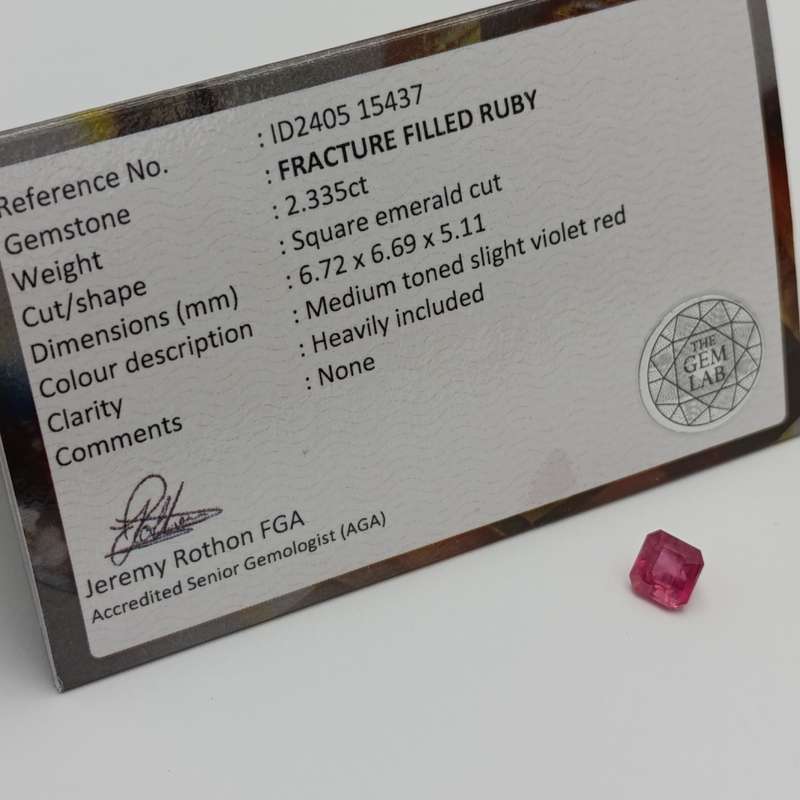 Reference No. : ID2405 15437
Gemstone : FRACTURE FILLED RUBY
Weight : 2.335ct
Cut/shape : Square emerald cut
Dimensions (mm) : 6.72 x 6.69 x 5.11
Colour description : Medium toned slight violet red
Clarity : Heavily included
Comments : None
THE
GEM
LAB
Jeremy Rothon FGA
Accredited Senior Gemologist (AGA)